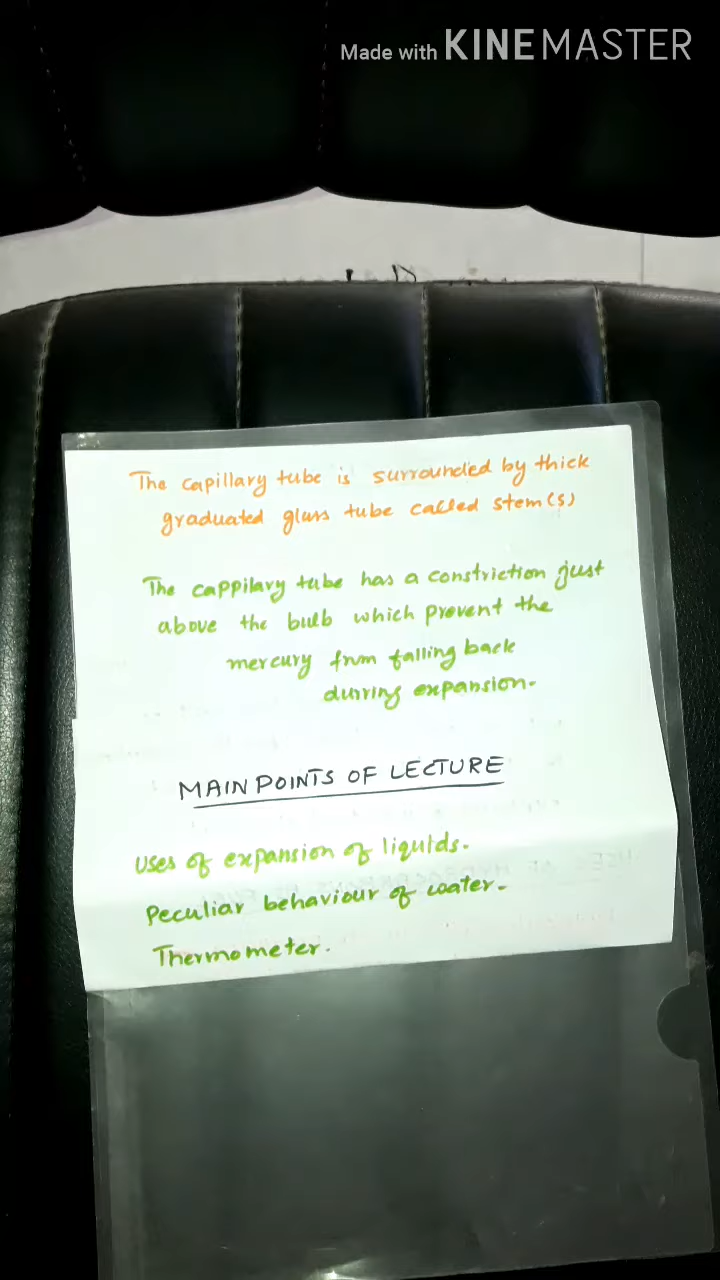 Made with KINEMASTER
The capillary tube is surrounded by thick
graduated glass tube called stem(s)
The cappilary tube has a constriction just
above the bulb which prevent the
mercury from falling back
during expansion.
MAIN POINTS OF LECTURE
Uses of expansion of liquids.
Peculiar behaviour of water.
Thermometer.